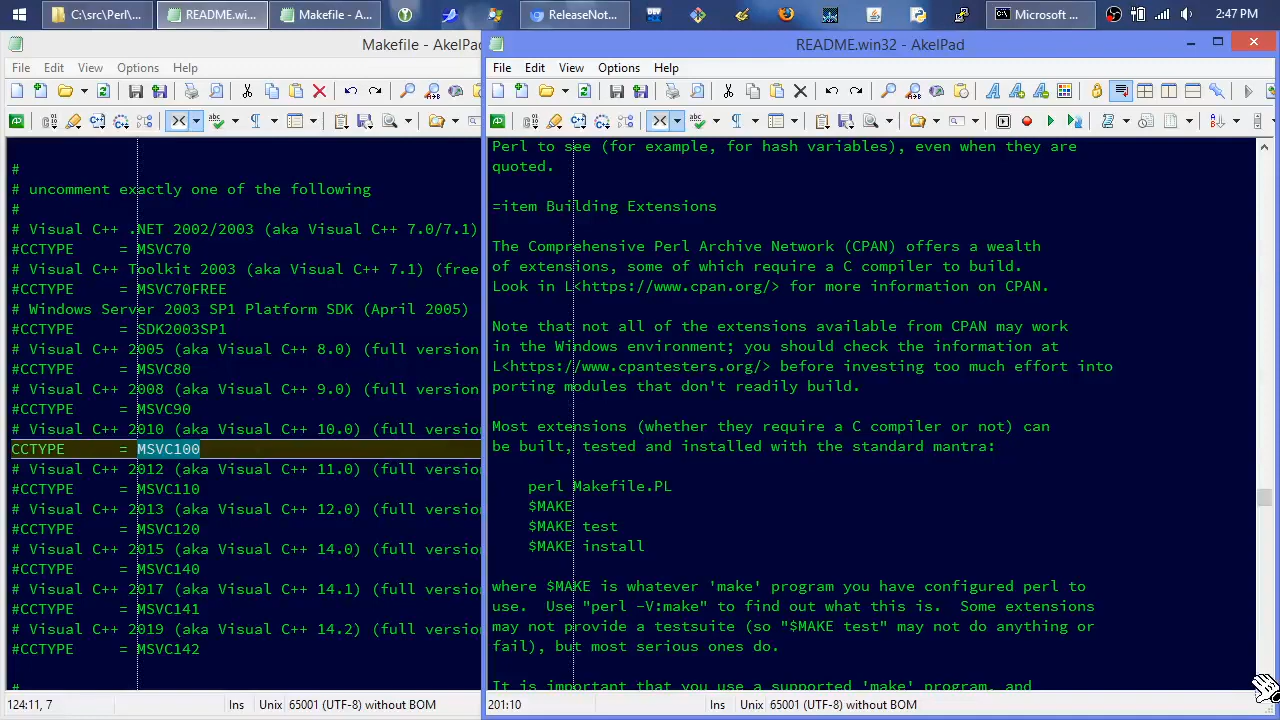 C:\src\Perl\...
README.wi...
Makefile - A...
ReleaseNot...
Microsoft ...
2:47 PM
Makefile - AkelPad
File Edit View Options Help
#
# uncomment exactly one of the following
#
# Visual C++ .NET 2002/2003 (aka Visual C++ 7.0/7.1)
#CCTYPE = MSVC70
# Visual C++ Toolkit 2003 (aka Visual C++ 7.1) (free
#CCTYPE = MSVC70FREE
# Windows Server 2003 SP1 Platform SDK (April 2005)
#CCTYPE = SDK2003SP1
# Visual C++ 2005 (aka Visual C++ 8.0) (full version
#CCTYPE = MSVC80
# Visual C++ 2008 (aka Visual C++ 9.0) (full version
#CCTYPE = MSVC90
# Visual C++ 2010 (aka Visual C++ 10.0) (full versio
CCTYPE = MSVC100
# Visual C++ 2012 (aka Visual C++ 11.0) (full versio
#CCTYPE = MSVC110
# Visual C++ 2013 (aka Visual C++ 12.0) (full versio
#CCTYPE = MSVC120
# Visual C++ 2015 (aka Visual C++ 14.0) (full versio
#CCTYPE = MSVC140
# Visual C++ 2017 (aka Visual C++ 14.1) (full versio
#CCTYPE = MSVC141
# Visual C++ 2019 (aka Visual C++ 14.2) (full versio
#CCTYPE = MSVC142
#
124:11, 7 Ins Unix 65001 (UTF-8) without BOM
README.win32 - AkelPad
File Edit View Options Help
Perl to see (for example, for hash variables), even when they are
quoted.
=item Building Extensions
The Comprehensive Perl Archive Network (CPAN) offers a wealth
of extensions, some of which require a C compiler to build.
Look in L<https://www.cpan.org/> for more information on CPAN.
Note that not all of the extensions available from CPAN may work
in the Windows environment; you should check the information at
L<https://www.cpantesters.org/> before investing too much effort into
porting modules that don't readily build.
Most extensions (whether they require a C compiler or not) can
be built, tested and installed with the standard mantra:
perl Makefile.PL
$MAKE
$MAKE test
$MAKE install
where $MAKE is whatever 'make' program you have configured perl to
use. Use "perl -V:make" to find out what this is. Some extensions
may not provide a testsuite (so "$MAKE test" may not do anything or
fail), but most serious ones do.
It is important that you use a supported 'make' program, and
201:10 Ins Unix 65001 (UTF-8) without BOM